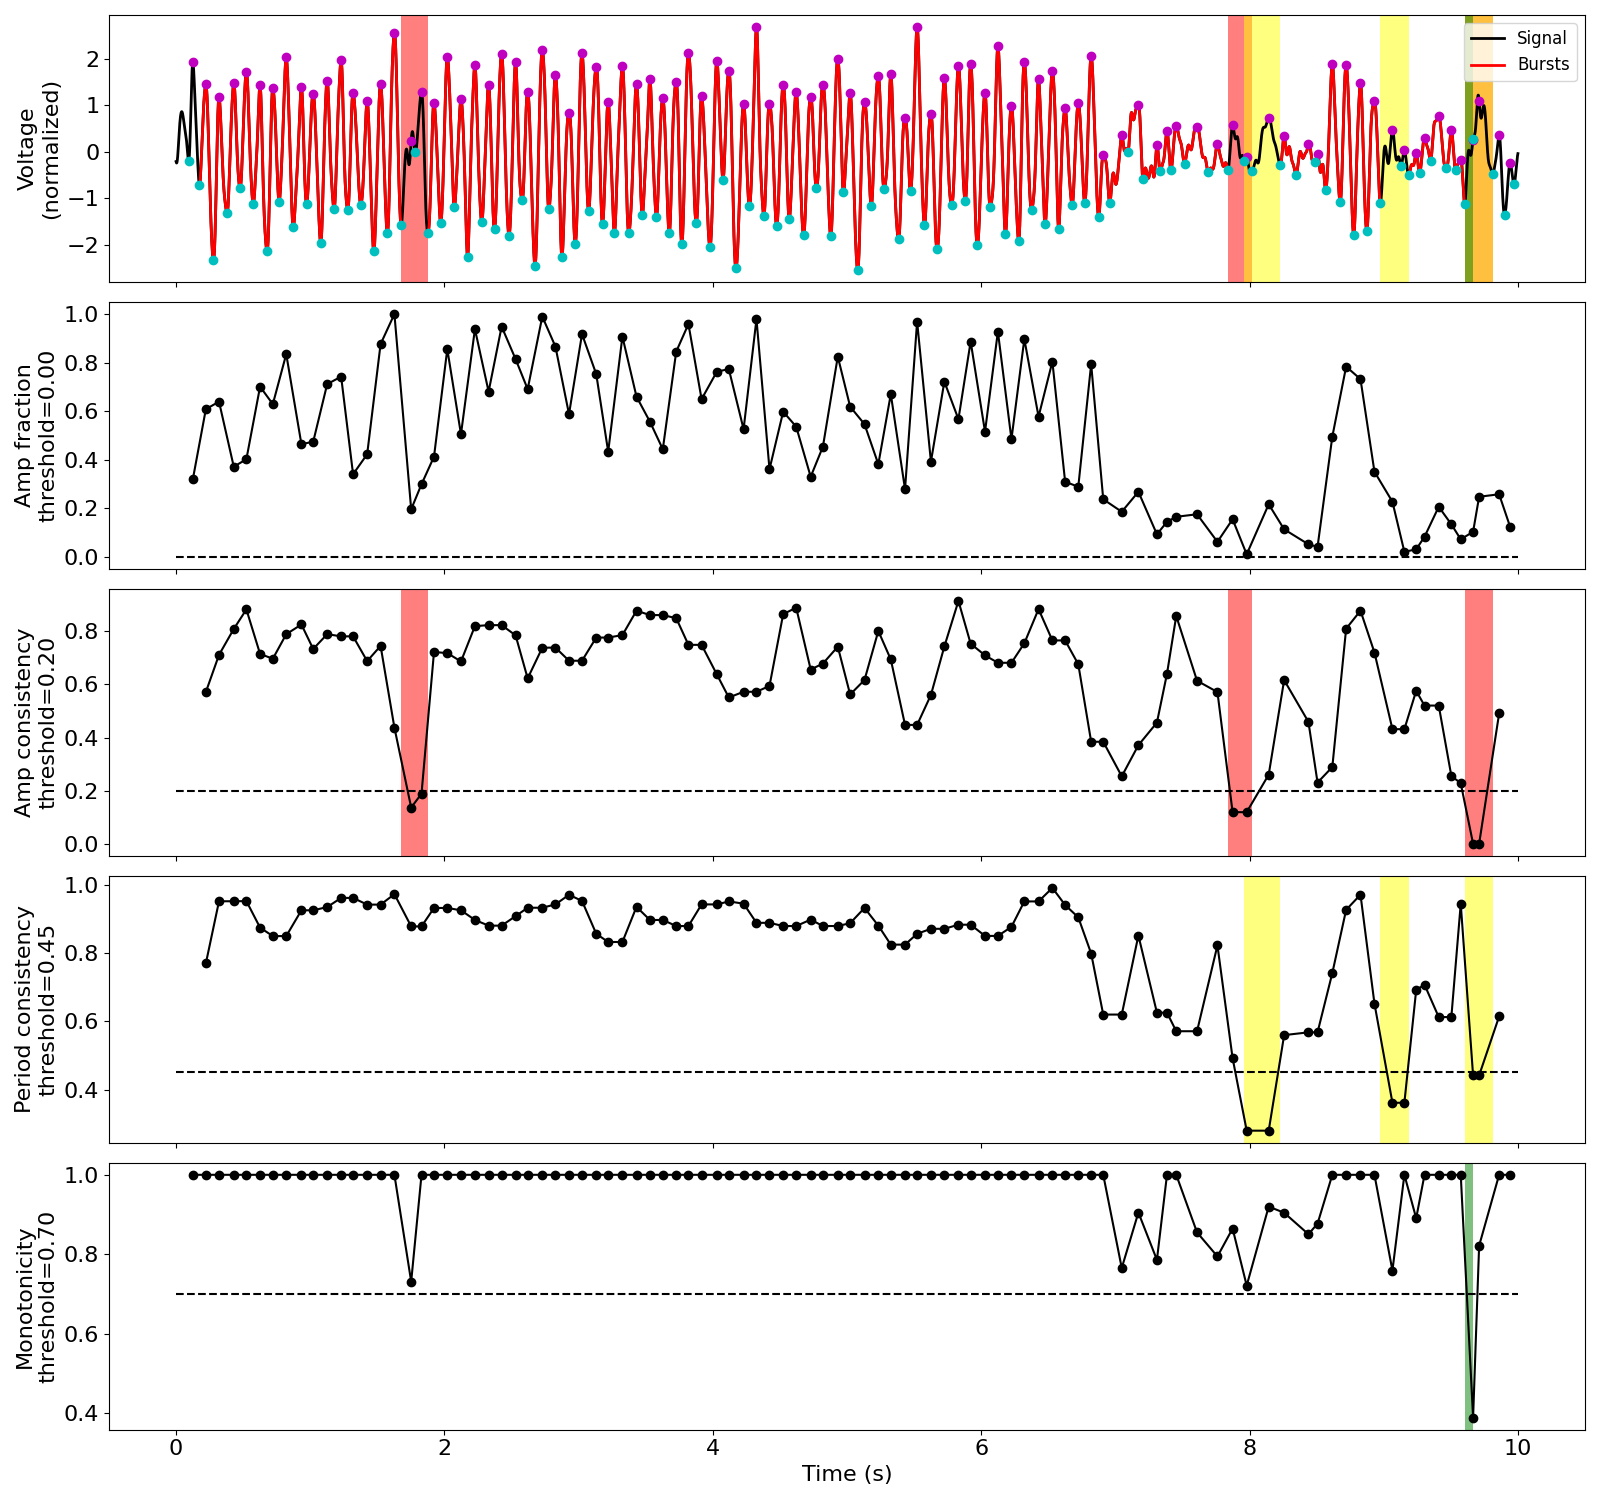 Voltage
(normalized)
2
1
0
−1
−2
Signal
Bursts
Amp fraction
threshold=0.00
1.0
0.8
0.6
0.4
0.2
0.0
Amp consistency
threshold=0.20
0.8
0.6
0.4
0.2
0.0
Period consistency
threshold=0.45
1.0
0.8
0.6
0.4
Monotonicity
threshold=0.70
1.0
0.8
0.6
0.4
0 2 4 6 8 10
Time (s)